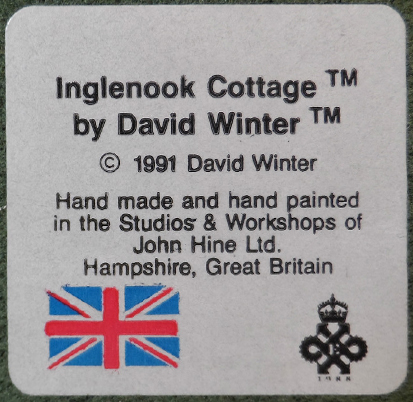 Inglenook Cottage ™
by David Winter ™
© 1991 David Winter
Hand made and hand painted
in the Studios & Workshops of
John Hine Ltd.
Hampshire, Great Britain
1988